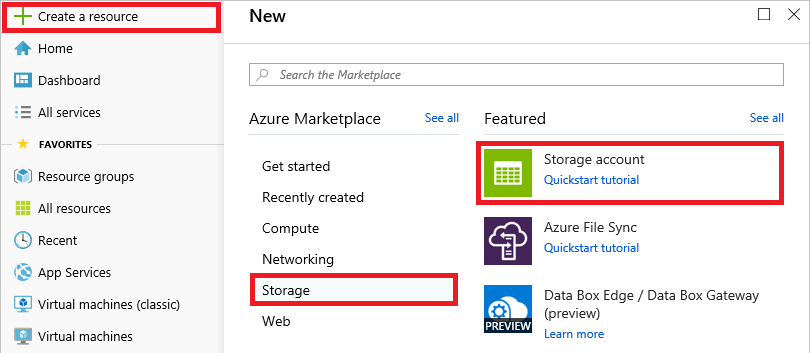 Create a resource
Home
Dashboard
All services
FAVORITES
Resource groups
All resources
Recent
App Services
Virtual machines (classic)
Virtual machines
New
Search the Marketplace
Azure Marketplace
See all
Get started
Recently created
Compute
Networking
Storage
Web
Featured
See all
Storage account
Quickstart tutorial
Azure File Sync
Quickstart tutorial
PREVIEW
Data Box Edge / Data Box Gateway
(preview)
Learn more